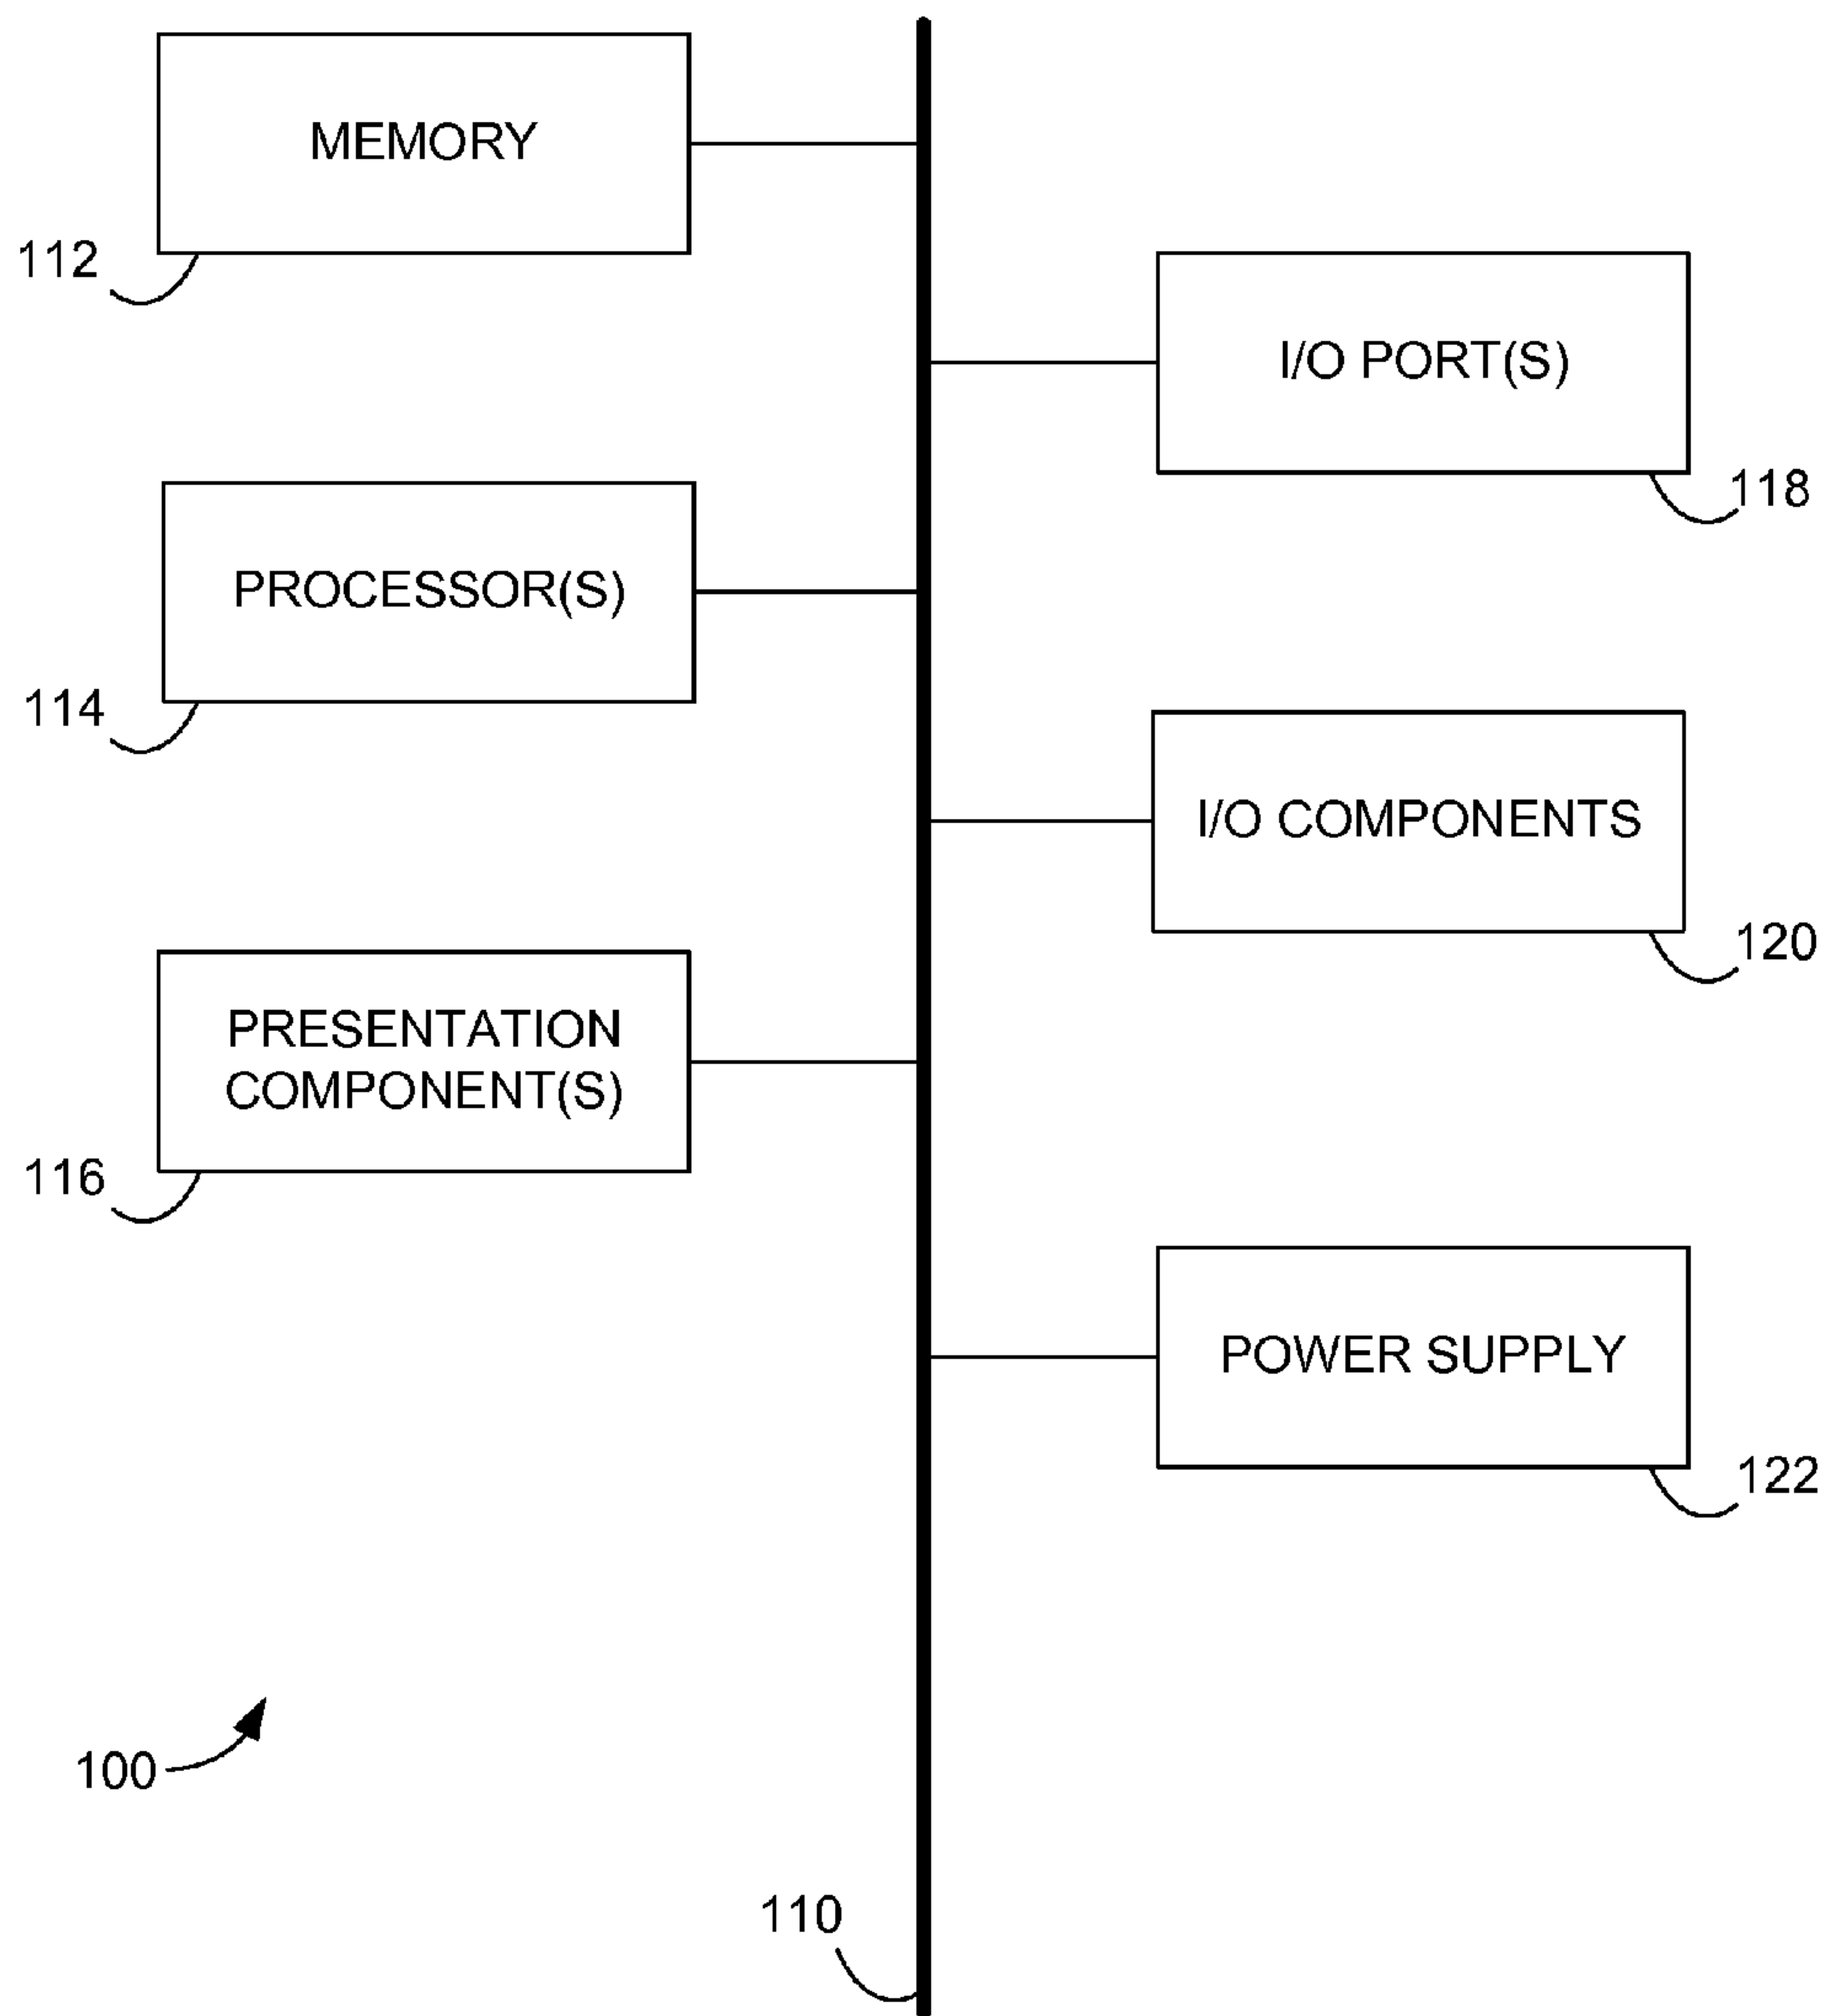 MEMORY
112
I/O PORT(S)
118
PROCESSOR(S)
114
I/O COMPONENTS
120
PRESENTATION
COMPONENT(S)
116
POWER SUPPLY
122
100
110